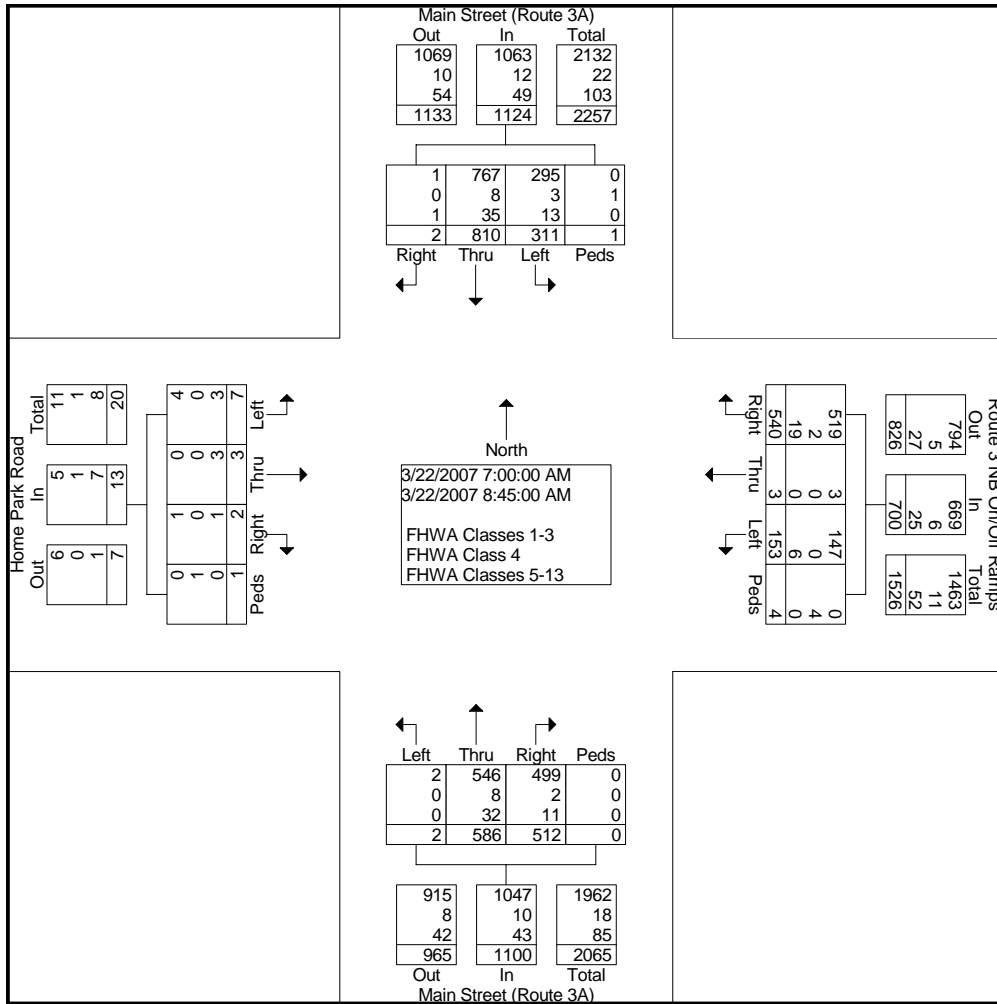 Main Street (Route 3A)
Out In Total
1069 1063 2132
10 12 22
54 49 103
1133 1124 2257
1 767 295 0
0 8 3 1
1 35 13 0
2 810 311 1
Right Thru Left Peds
Home Park Road
Total
11 1 8 20
In
5 1 7 13
Out
6 0 1 7
4 0 3 7
Left
0 0 3 3
Thru
1 0 1 2
Right
0 1 0 1
Peds
North
3/22/2007 7:00:00 AM
3/22/2007 8:45:00 AM
FHWA Classes 1-3
FHWA Class 4
FHWA Classes 5-13
Route 3 NB On/Off Ramps
Out
794 5 27 826
In
669 6 25 700
Total
1463 11 52 1526
519 2 19 540
Right
3 0 0 3
Thru
147 0 6 153
Left
0 4 0 4
Peds
Left Thru Right Peds
2 546 499 0
0 8 2 0
0 32 11 0
2 586 512 0
915 1047 1962
8 10 18
42 43 85
965 1100 2065
Out In Total
Main Street (Route 3A)